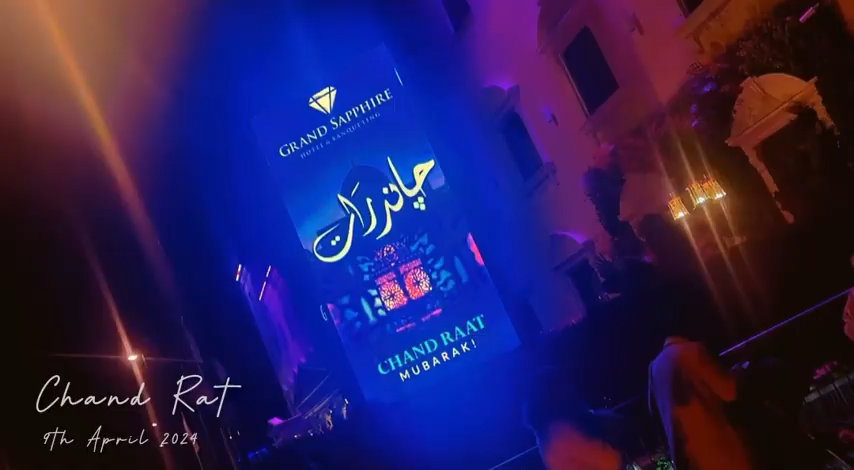 GRAND SAPPHIRE
HOTEL & BANQUETING
چاند رات
CHAND RAAT
MUBARAK!
Chand Rat
9th April 2024